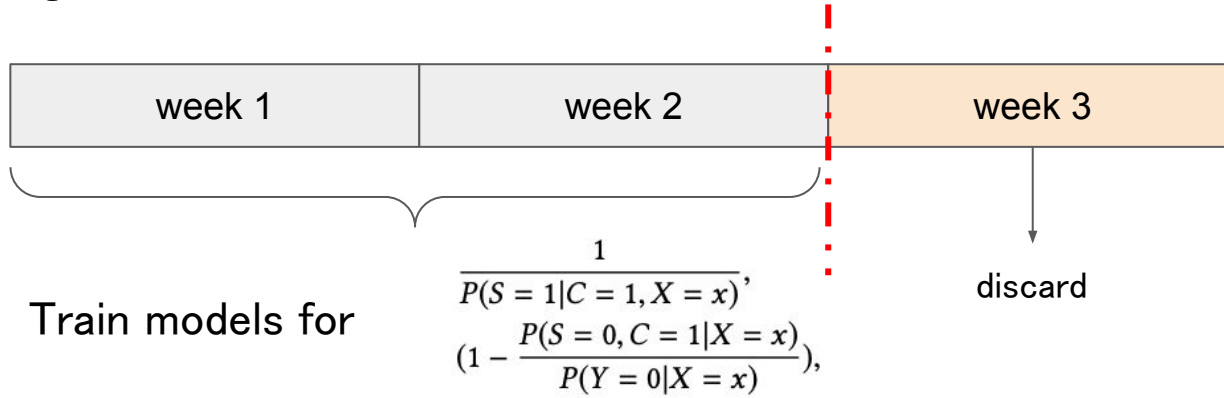 week 1
week 2
week 3
Train models for
1/P(S = 1|C = 1, X = x),
(1 - P(S = 0, C = 1|X = x)/P(Y = 0|X = x)),
discard